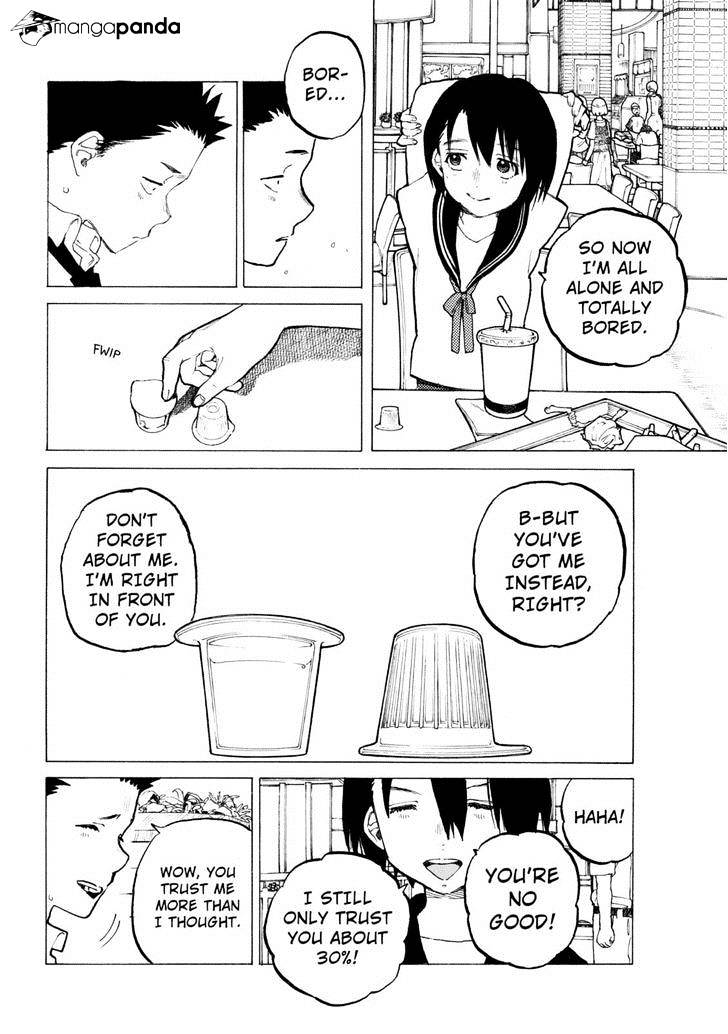 mangapanda
SO NOW
I'M ALL
ALONE AND
TOTALLY
BORED.
BOR-
ED...
FWIP
B-BUT
YOU'VE
GOT ME
INSTEAD,
RIGHT?
DON'T
FORGET
ABOUT ME.
I'M RIGHT
IN FRONT
OF YOU.
HAHA!
YOU'RE
NO
GOOD!
I STILL
ONLY TRUST
YOU ABOUT
30%!
WOW, YOU
TRUST ME
MORE THAN
I THOUGHT.